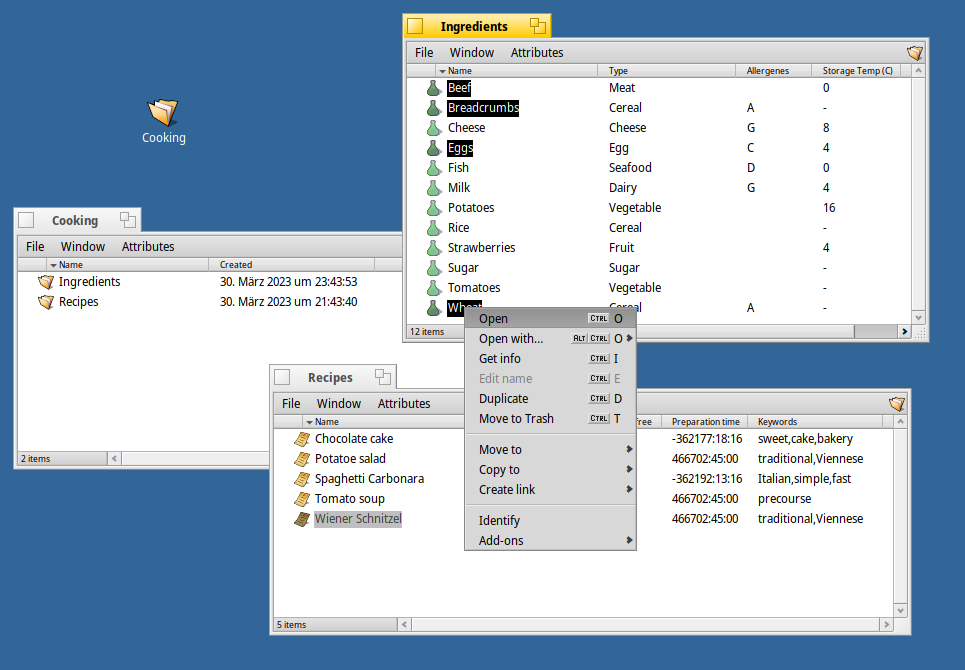 Ingredients
File Window Attributes
Name Type Allergenes Storage Temp (C)
Beef Meat 0
Breadcrumbs Cereal A -
Cheese Cheese G 8
Eggs Egg C 4
Fish Seafood D 0
Milk Dairy G 4
Potatoes Vegetable 16
Rice Cereal -
Strawberries Fruit 4
Sugar Sugar -
Tomatoes Vegetable -
Wheat Cereal A -
12 items
Cooking
Cooking
File Window Attributes
Name Created
Ingredients 30. März 2023 um 23:43:53
Recipes 30. März 2023 um 21:43:40
2 items
Open CTRL O
Open with... ALT CTRL O
Get info CTRL I
Edit name CTRL E
Duplicate CTRL D
Move to Trash CTRL T
Move to
Copy to
Create link
Identify
Add-ons
Recipes
File Window Attributes
Name ree Preparation time Keywords
Chocolate cake -362177:18:16 sweet,cake,bakery
Potatoe salad 466702:45:00 traditional,Viennese
Spaghetti Carbonara -362192:13:16 Italian,simple,fast
Tomato soup 466702:45:00 precourse
Wiener Schnitzel 466702:45:00 traditional,Viennese
5 items